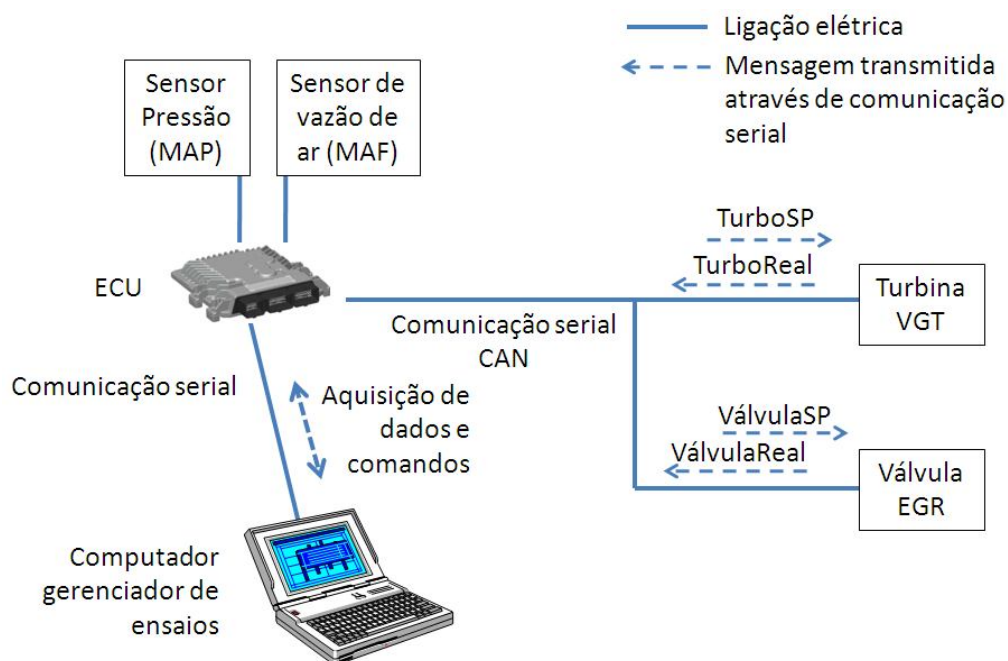 Ligação elétrica
Mensagem transmitida
através de comunicação
serial
Sensor
Pressão
(MAP)
Sensor de
vazão de
ar (MAF)
TurboSP
TurboReal
ECU
Turbina
VGT
Comunicação serial
CAN
Comunicação serial
Aquisição de
dados e
comandos
VálvulaSP
VálvulaReal
Válvula
EGR
Computador
gerenciador de
ensaios